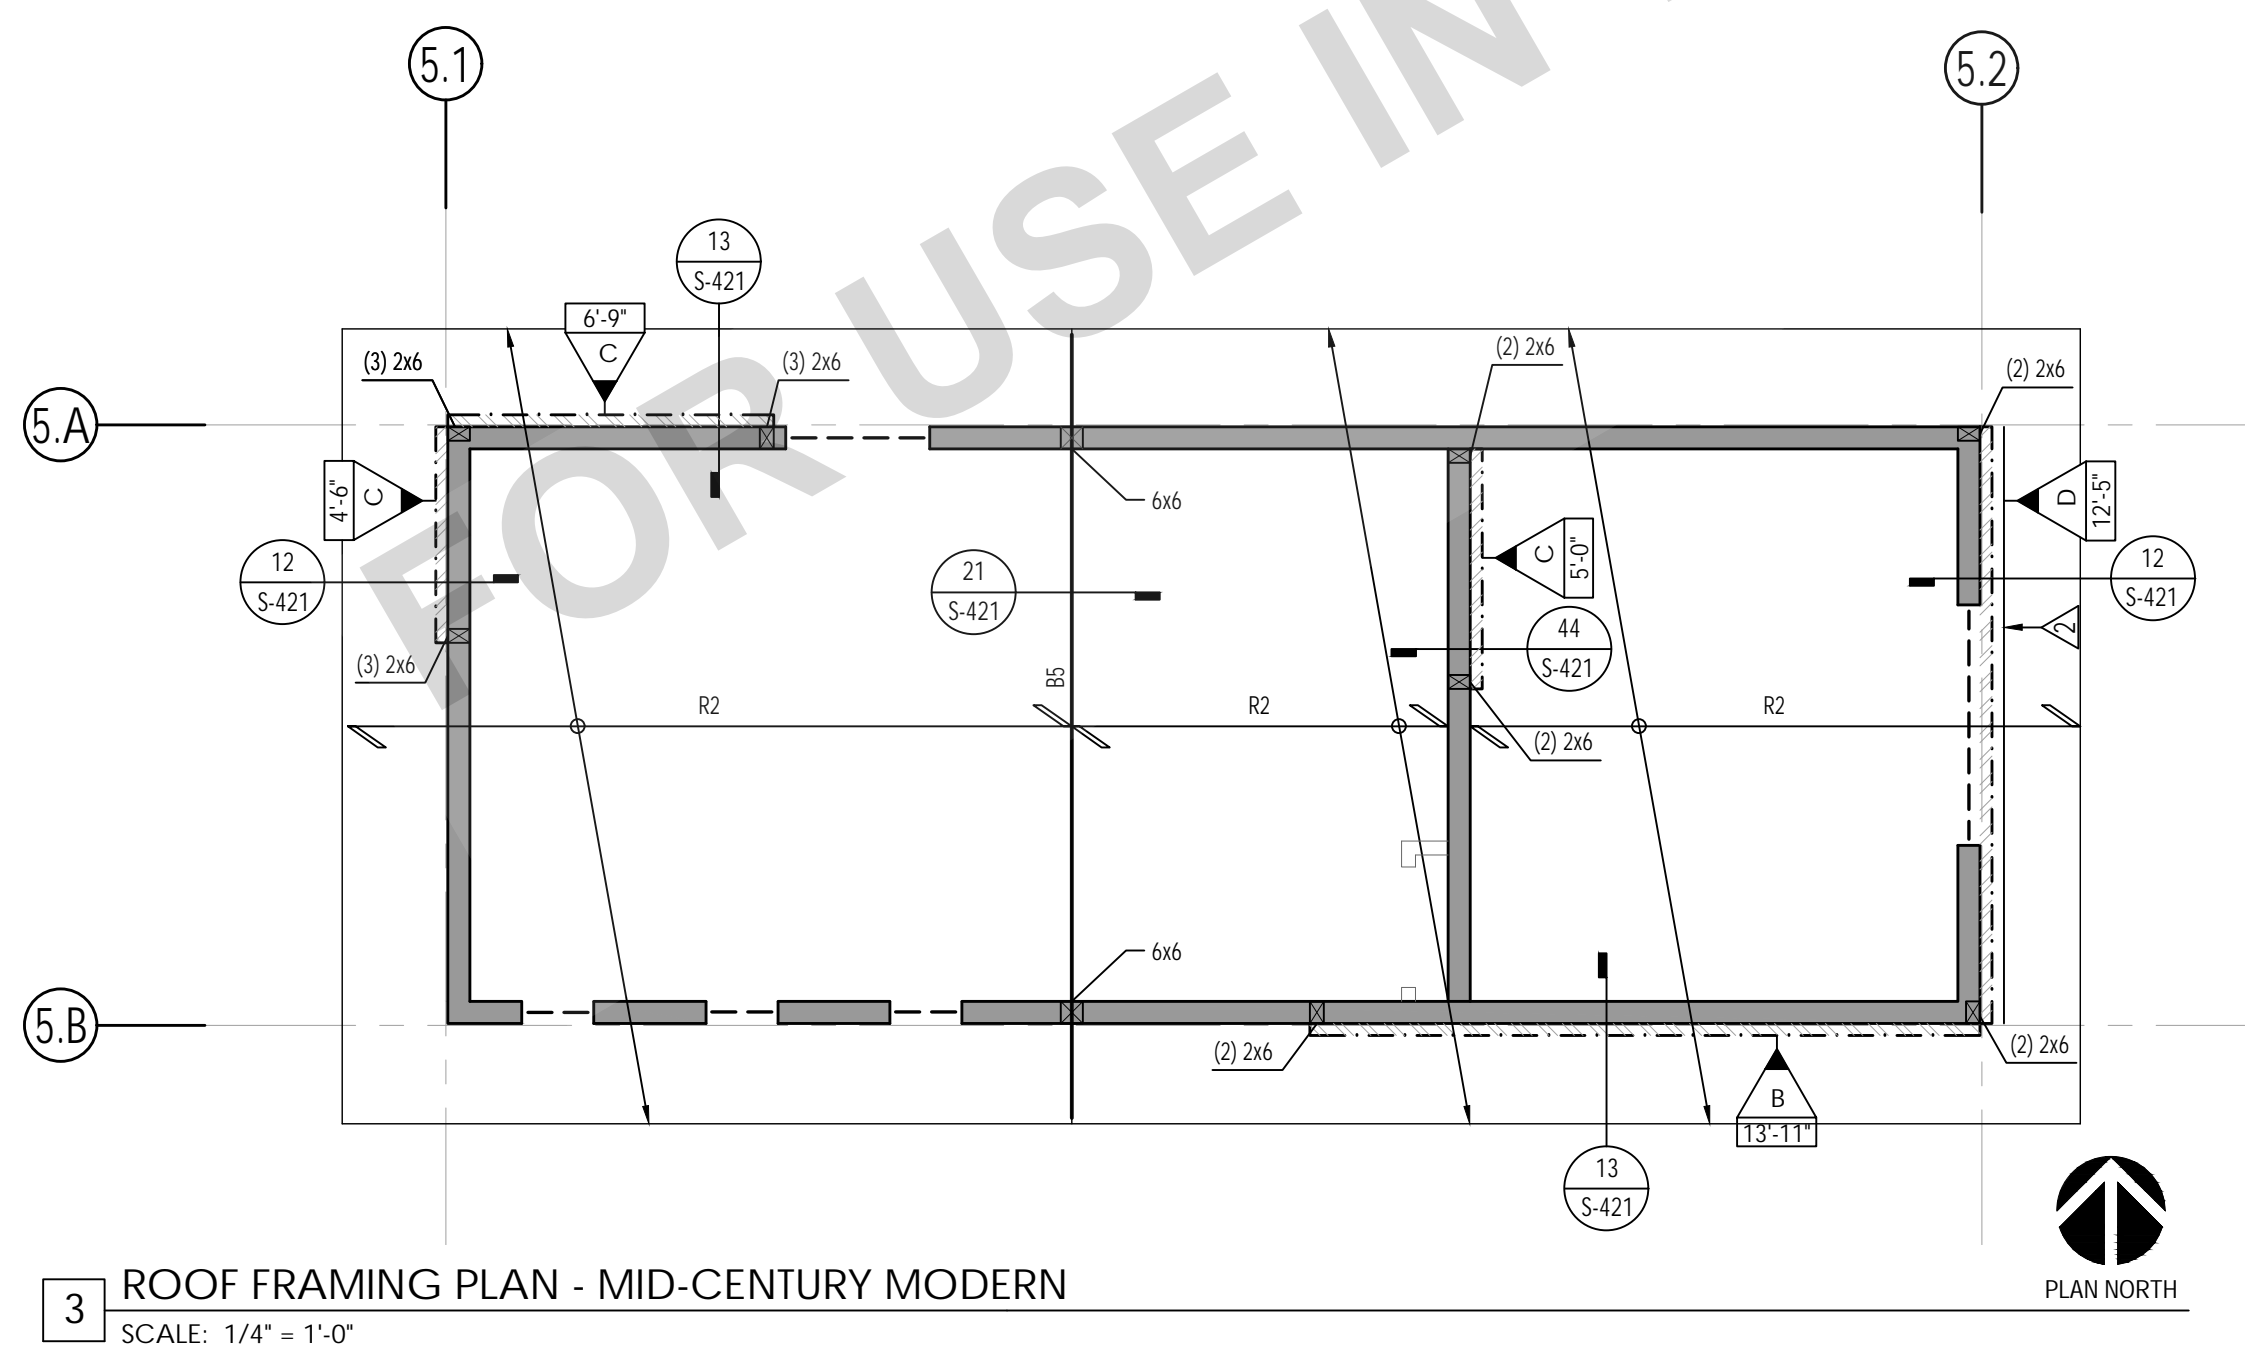 FOR USE IN
5.1
5.2
13
S-421
6'-9"
C
(3) 2x6
(3) 2x6
(2) 2x6
(2) 2x6
5.A
4'-6"
C
6x6
C
5'-0"
D
12'-5"
12
S-421
21
S-421
12
S-421
44
S-421
2
(3) 2x6
B5
R2
R2
R2
(2) 2x6
6x6
5.B
(2) 2x6
(2) 2x6
B
13'-11"
13
S-421
PLAN NORTH
3
ROOF FRAMING PLAN - MID-CENTURY MODERN
SCALE: 1/4" = 1'-0"